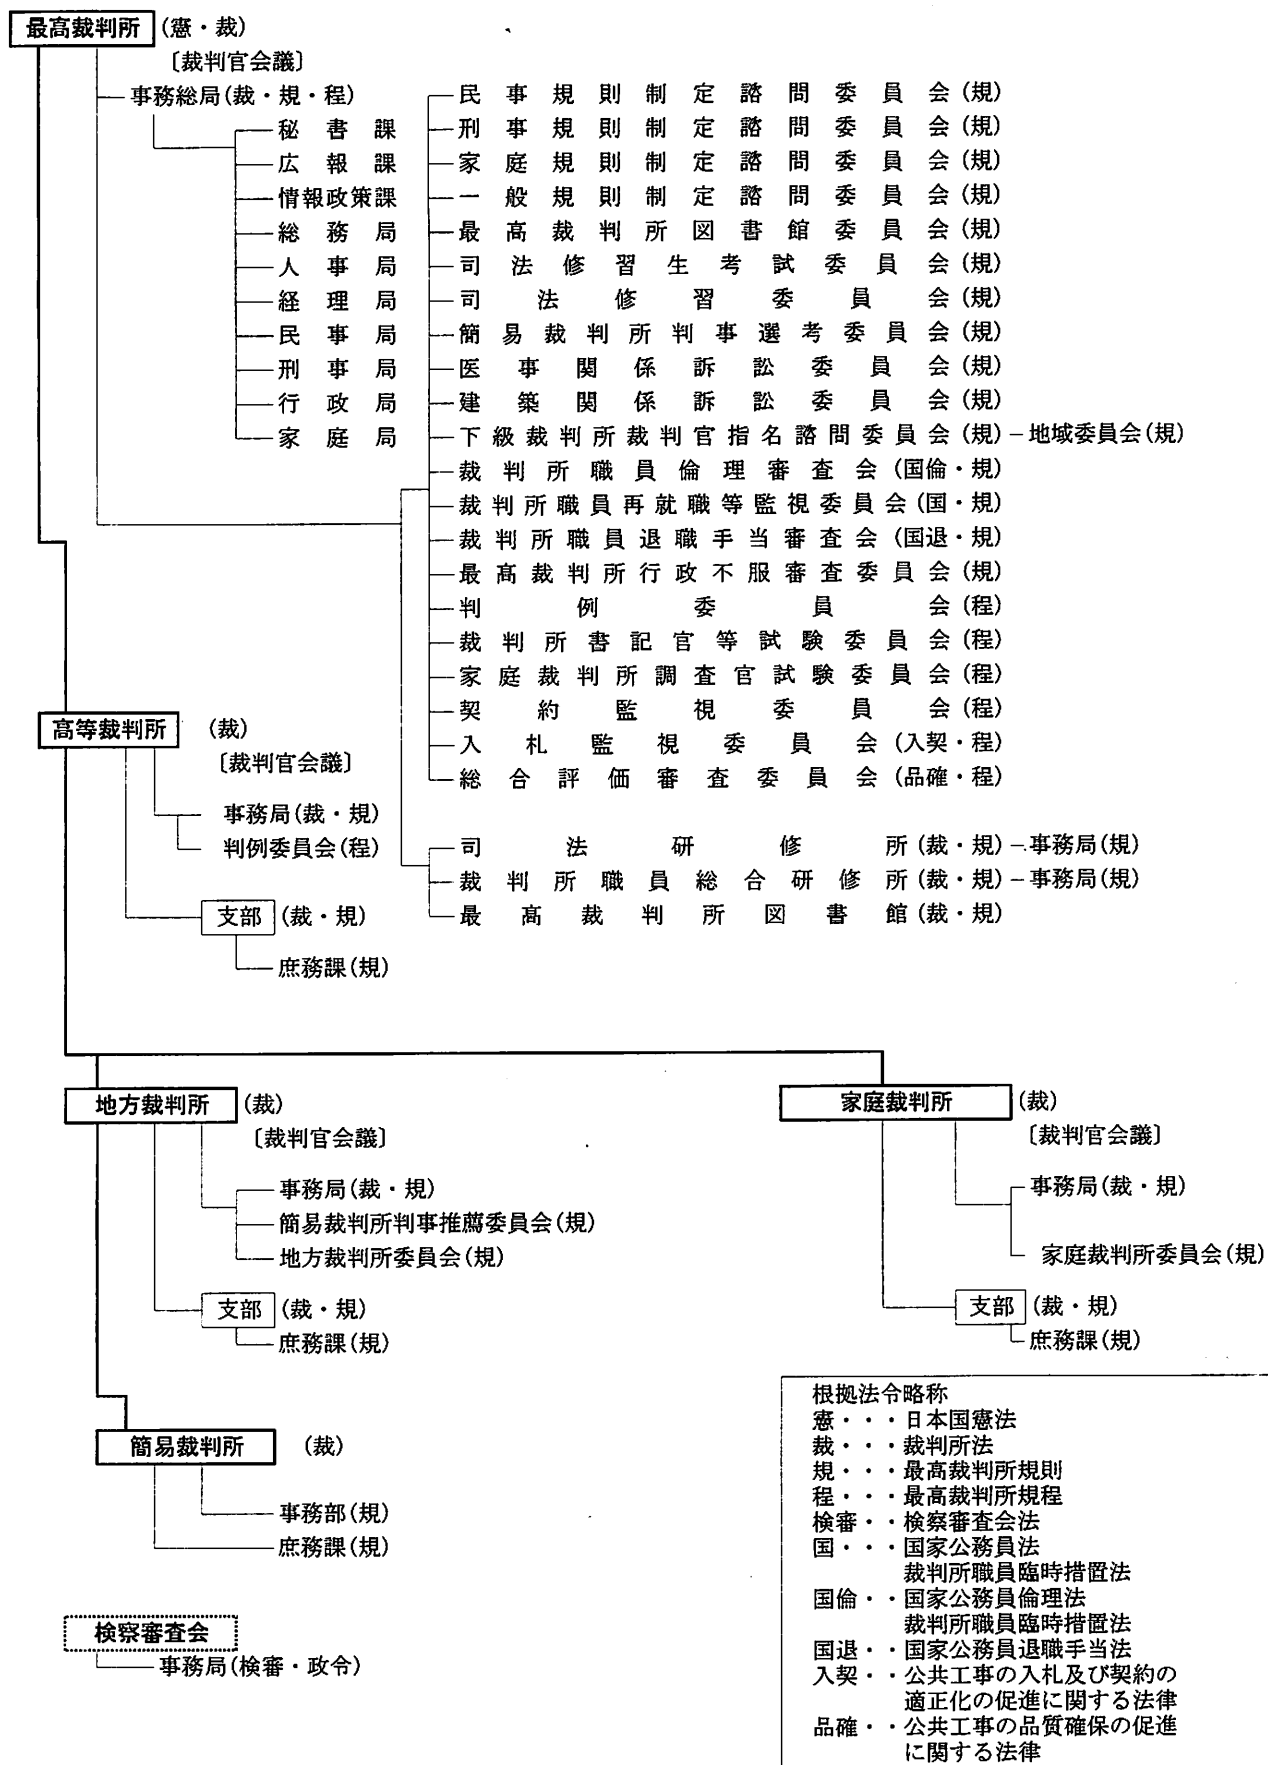 最高裁判所 (憲・裁)
〔裁判官会議〕
事務総局(裁・規・程)
秘書課
広報課
情報政策課
総務局
人事局
経理局
民事局
刑事局
行政局
家庭局
民事規則制定諮問委員会(規)
刑事規則制定諮問委員会(規)
家庭規則制定諮問委員会(規)
一般規則制定諮問委員会(規)
最高裁判所図書館委員会(規)
司法修習生考試委員会(規)
司法修習委員会(規)
簡易裁判所判事選考委員会(規)
医事関係訴訟委員会(規)
建築関係訴訟委員会(規)
下級裁判所裁判官指名諮問委員会(規)-地域委員会(規)
裁判所職員倫理審査会(国倫・規)
裁判所職員再就職等監視委員会(国・規)
裁判所職員退職手当審査会(国退・規)
最高裁判所行政不服審査委員会(規)
判例委員会(程)
裁判所書記官等試験委員会(程)
家庭裁判所調査官試験委員会(程)
契約監視委員会(程)
入札監視委員会(入契・程)
総合評価審査委員会(品確・程)
司法研修所(裁・規)-事務局(規)
裁判所職員総合研修所(裁・規)-事務局(規)
最高裁判所図書館(裁・規)
高等裁判所 (裁)
〔裁判官会議〕
事務局(裁・規)
判例委員会(程)
支部 (裁・規)
庶務課(規)
地方裁判所 (裁)
〔裁判官会議〕
事務局(裁・規)
簡易裁判所判事推薦委員会(規)
地方裁判所委員会(規)
支部 (裁・規)
庶務課(規)
家庭裁判所 (裁)
〔裁判官会議〕
事務局(裁・規)
家庭裁判所委員会(規)
支部 (裁・規)
庶務課(規)
簡易裁判所 (裁)
事務部(規)
庶務課(規)
検察審査会
事務局(検審・政令)
根拠法令略称
憲・・・日本国憲法
裁・・・裁判所法
規・・・最高裁判所規則
程・・・最高裁判所規程
検審・・検察審査会法
国・・・国家公務員法
裁判所職員臨時措置法
国倫・・国家公務員倫理法
裁判所職員臨時措置法
国退・・国家公務員退職手当法
入契・・公共工事の入札及び契約の
適正化の促進に関する法律
品確・・公共工事の品質確保の促進
に関する法律